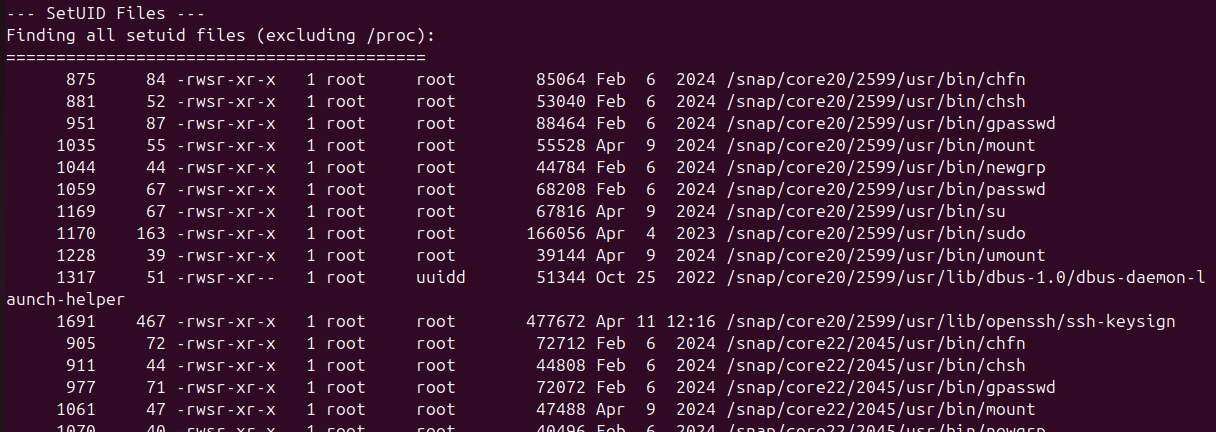 --- SetUID Files ---
Finding all setuid files (excluding /proc):
==========================================
      875     84 -rwsr-xr-x   1 root     root        85064 Feb  6  2024 /snap/core20/2599/usr/bin/chfn
      881     52 -rwsr-xr-x   1 root     root        53040 Feb  6  2024 /snap/core20/2599/usr/bin/chsh
      951     87 -rwsr-xr-x   1 root     root        88464 Feb  6  2024 /snap/core20/2599/usr/bin/gpasswd
     1035     55 -rwsr-xr-x   1 root     root        55528 Apr  9  2024 /snap/core20/2599/usr/bin/mount
     1044     44 -rwsr-xr-x   1 root     root        44784 Feb  6  2024 /snap/core20/2599/usr/bin/newgrp
     1059     67 -rwsr-xr-x   1 root     root        68208 Feb  6  2024 /snap/core20/2599/usr/bin/passwd
     1169     67 -rwsr-xr-x   1 root     root        67816 Apr  9  2024 /snap/core20/2599/usr/bin/su
     1170    163 -rwsr-xr-x   1 root     root       166056 Apr  4  2023 /snap/core20/2599/usr/bin/sudo
     1228     39 -rwsr-xr-x   1 root     root        39144 Apr  9  2024 /snap/core20/2599/usr/bin/umount
     1317     51 -rwsr-xr--   1 root     uuidd       51344 Oct 25  2022 /snap/core20/2599/usr/lib/dbus-1.0/dbus-daemon-l
aunch-helper
     1691    467 -rwsr-xr-x   1 root     root       477672 Apr 11 12:16 /snap/core20/2599/usr/lib/openssh/ssh-keysign
      905     72 -rwsr-xr-x   1 root     root        72712 Feb  6  2024 /snap/core22/2045/usr/bin/chfn
      911     44 -rwsr-xr-x   1 root     root        44808 Feb  6  2024 /snap/core22/2045/usr/bin/chsh
      977     71 -rwsr-xr-x   1 root     root        72072 Feb  6  2024 /snap/core22/2045/usr/bin/gpasswd
     1061     47 -rwsr-xr-x   1 root     root        47488 Apr  9  2024 /snap/core22/2045/usr/bin/mount
     1070     40 -rwsr-xr-x   1 root     root        40496 Feb  6  2024 /snap/core22/2045/usr/bin/newgrp